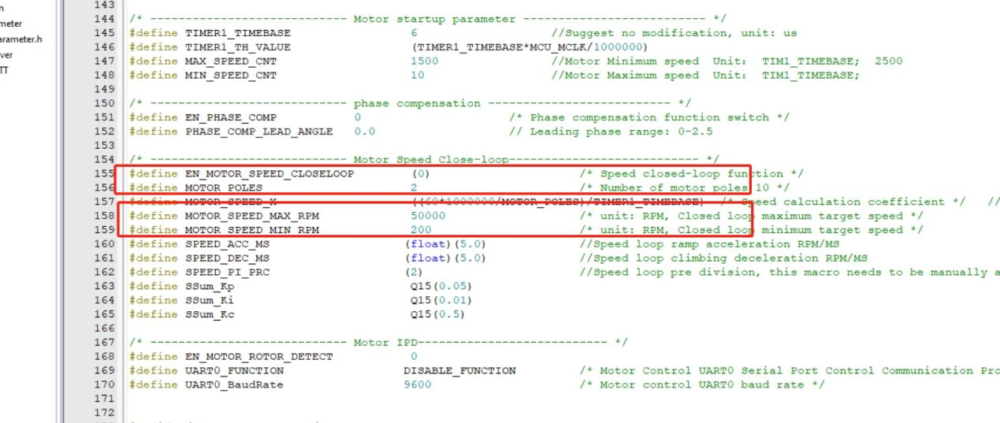 n
meter
arameter.h
ver
TT
143
144 /* ---------------------------- Motor startup parameter -------------------------- */
145 #define TIMER1_TIMEBASE 6 //Suggest no modification, unit: us
146 #define TIMER1_TH_VALUE (TIMER1_TIMEBASE*MCU_MCLK/1000000)
147 #define MAX_SPEED_CNT 1500 //Motor Minimum speed Unit: TIM1_TIMEBASE; 2500
148 #define MIN_SPEED_CNT 10 //Motor Maximum speed Unit: TIM1_TIMEBASE;
149
150 /* ---------------------------- phase compensation -------------------------- */
151 #define EN_PHASE_COMP 0 /* Phase compensation function switch */
152 #define PHASE_COMP_LEAD_ANGLE 0.0 // Leading phase range: 0-2.5
153
154 /* ---------------------------- Motor Speed Close-loop--------------------------- */
155 #define EN_MOTOR_SPEED_CLOSELOOP (0) /* Speed closed-loop function */
156 #define MOTOR_POLES 2 /* Number of motor poles 10 */
157 #define MOTOR_SPEED_X ((60*1000000/MOTOR_POLES)/TIMER1_TIMEBASE) /* Speed calculation coefficient */ //
158 #define MOTOR_SPEED_MAX_RPM 50000 /* unit: RPM, Closed loop maximum target speed */
159 #define MOTOR_SPEED_MIN_RPM 200 /* unit: RPM, Closed loop minimum target speed */
160 #define SPEED_ACC_MS (float)(5.0) //Speed loop ramp acceleration RPM/MS
161 #define SPEED_DEC_MS (float)(5.0) //Speed loop climbing deceleration RPM/MS
162 #define SPEED_PI_PRC (2) //Speed loop pre division, this macro needs to be manually a
163 #define SSum_Kp Q15(0.05)
164 #define SSum_Ki Q15(0.01)
165 #define SSum_Kc Q15(0.5)
166
167 /* ---------------------------- Motor IPD--------------------------- */
168 #define EN_MOTOR_ROTOR_DETECT 0
169 #define UART0_FUNCTION DISABLE_FUNCTION /* Motor Control UART0 Serial Port Control Communication Pro
170 #define UART0_BaudRate 9600 /* Motor control UART0 baud rate */
171
172